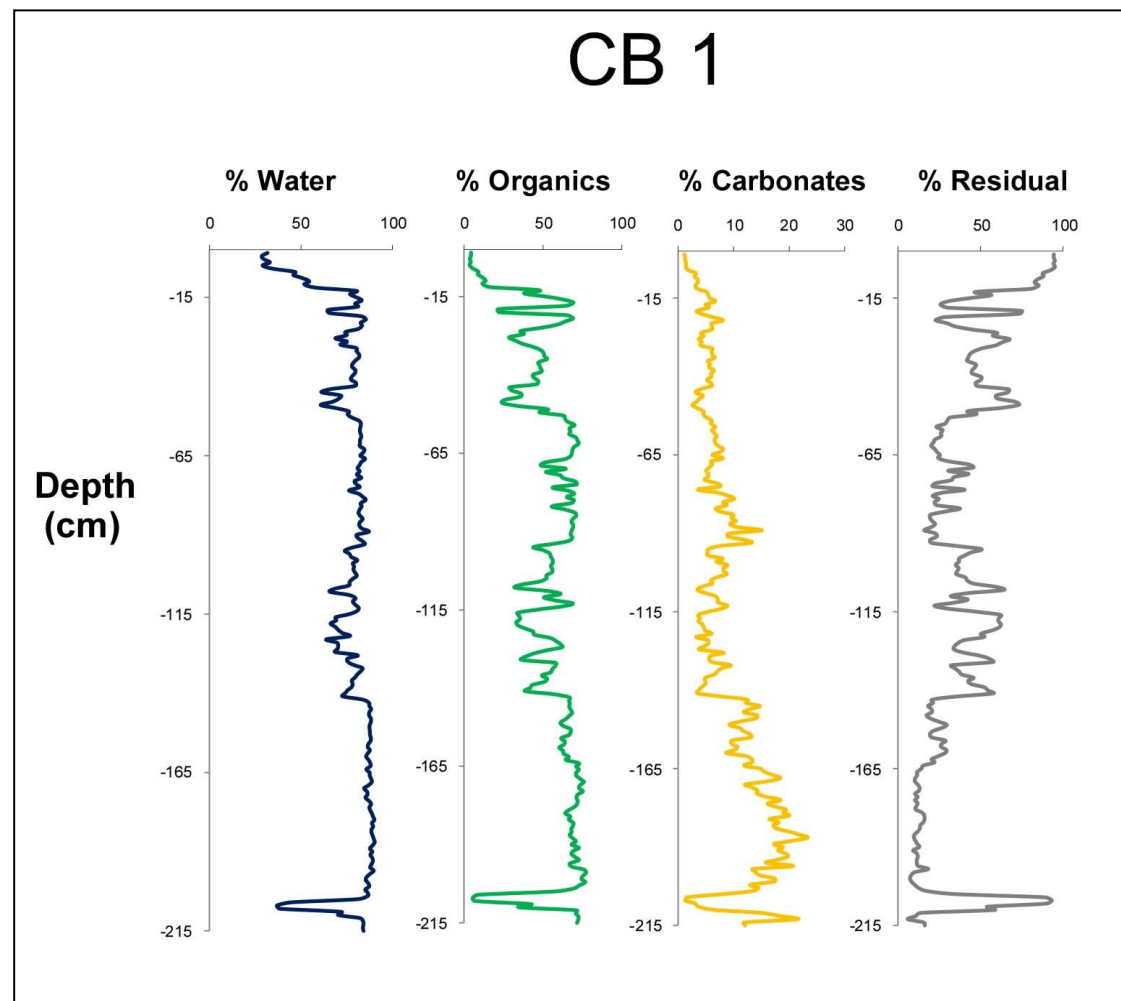 CB 1
% Water % Organics % Carbonates % Residual
0 50 100 0 50 100 0 10 20 30 0 50 100
-15 -15 -15 -15
-65 -65 -65 -65
Depth
(cm)
-115 -115 -115 -115
-165 -165 -165 -165
-215 -215 -215 -215